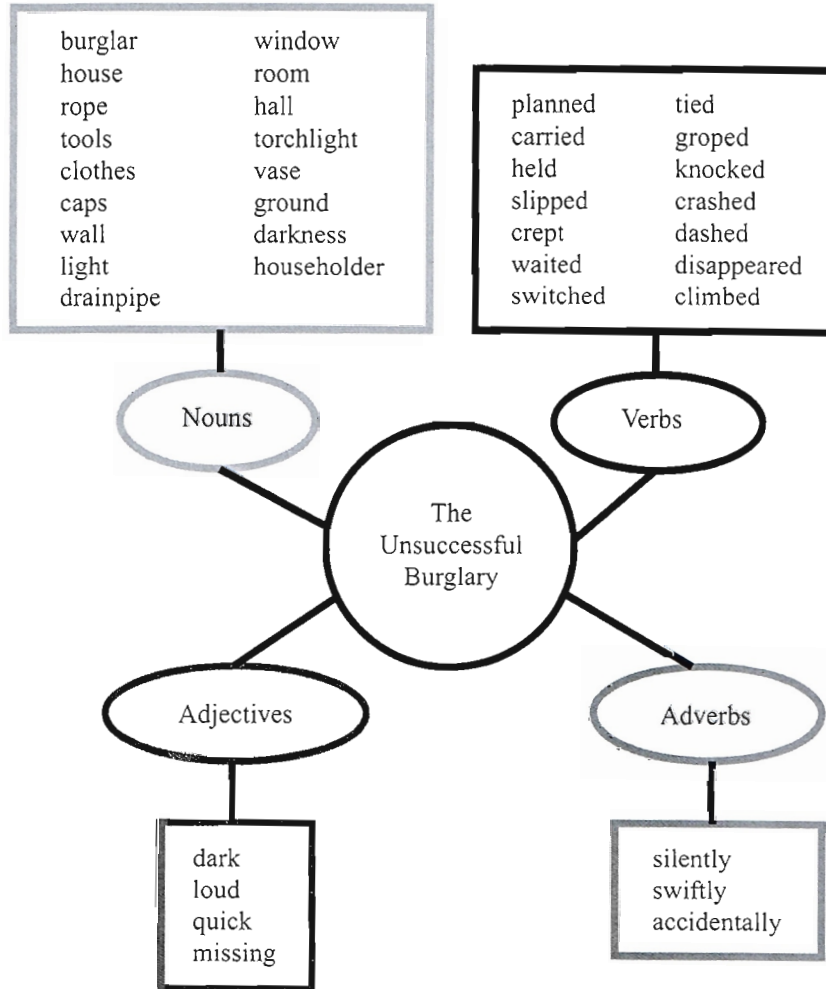 burglar window
house room
rope hall
tools torchlight
clothes vase
caps ground
wall darkness
light householder
drainpipe
planned tied
carried groped
held knocked
slipped crashed
crept dashed
waited disappeared
switched climbed
Nouns
Verbs
The
Unsuccessful
Burglary
Adjectives
Adverbs
dark
loud
quick
missing
silently
swiftly
accidentally